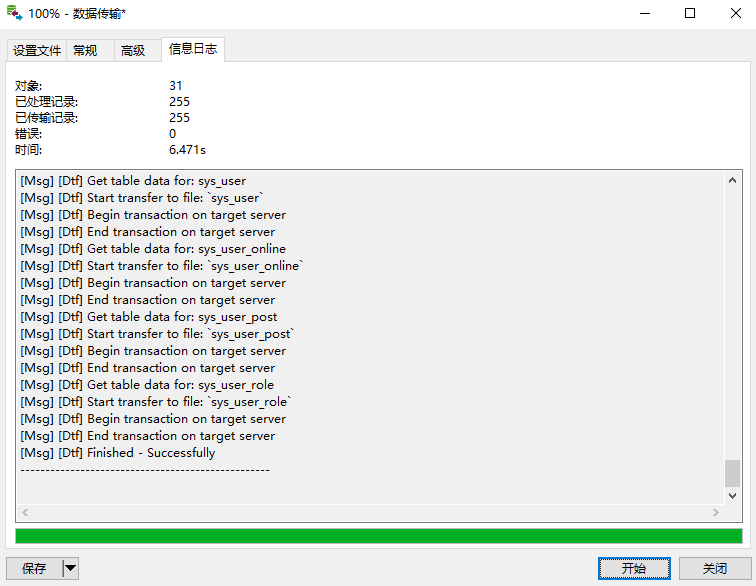 100% - 数据传输*
设置文件 常规 高级 信息日志
对象: 31
已处理记录: 255
已传输记录: 255
错误: 0
时间: 6.471s
[Msg] [Dtf] Get table data for: sys_user
[Msg] [Dtf] Start transfer to file: `sys_user`
[Msg] [Dtf] Begin transaction on target server
[Msg] [Dtf] End transaction on target server
[Msg] [Dtf] Get table data for: sys_user_online
[Msg] [Dtf] Start transfer to file: `sys_user_online`
[Msg] [Dtf] Begin transaction on target server
[Msg] [Dtf] End transaction on target server
[Msg] [Dtf] Get table data for: sys_user_post
[Msg] [Dtf] Start transfer to file: `sys_user_post`
[Msg] [Dtf] Begin transaction on target server
[Msg] [Dtf] End transaction on target server
[Msg] [Dtf] Get table data for: sys_user_role
[Msg] [Dtf] Start transfer to file: `sys_user_role`
[Msg] [Dtf] Begin transaction on target server
[Msg] [Dtf] End transaction on target server
[Msg] [Dtf] Finished - Successfully
--------------------------------------------------
保存 开始 关闭